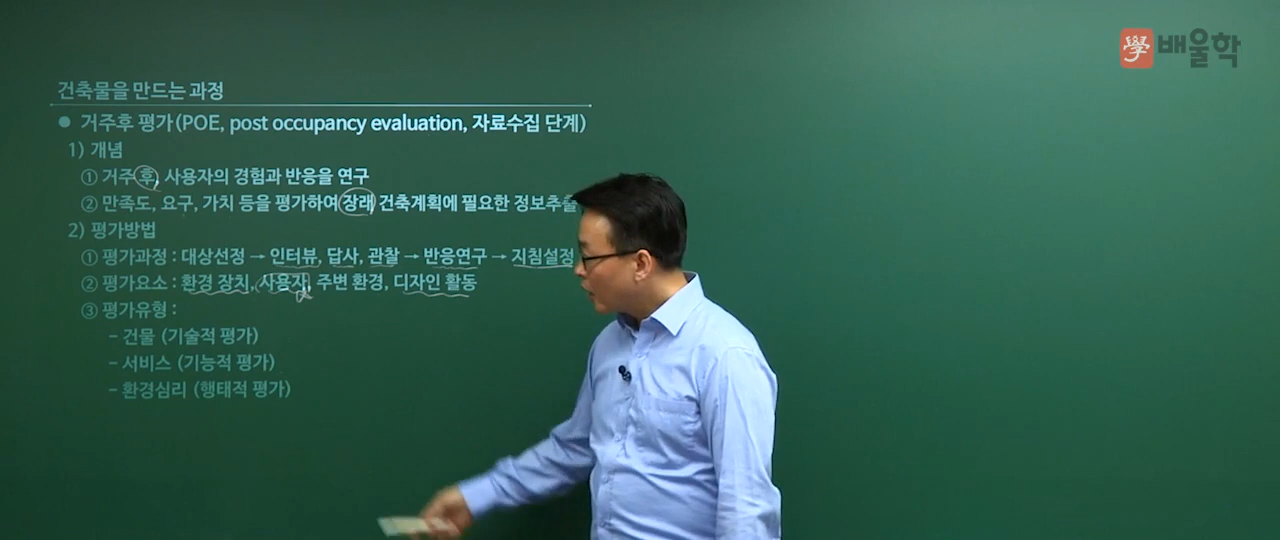 學 배울학
건축물을 만드는 과정
● 거주후 평가(POE, post occupancy evaluation, 자료수집 단계)
1) 개념
① 거주 후, 사용자의 경험과 반응을 연구
② 만족도, 요구, 가치 등을 평가하여 장래 건축계획에 필요한 정보추출
2) 평가방법
① 평가과정 : 대상선정 → 인터뷰, 답사, 관찰 → 반응연구 → 지침설정
② 평가요소 : 환경 장치, 사용자, 주변 환경, 디자인 활동
③ 평가유형 :
- 건물 (기술적 평가)
- 서비스 (기능적 평가)
- 환경심리 (행태적 평가)